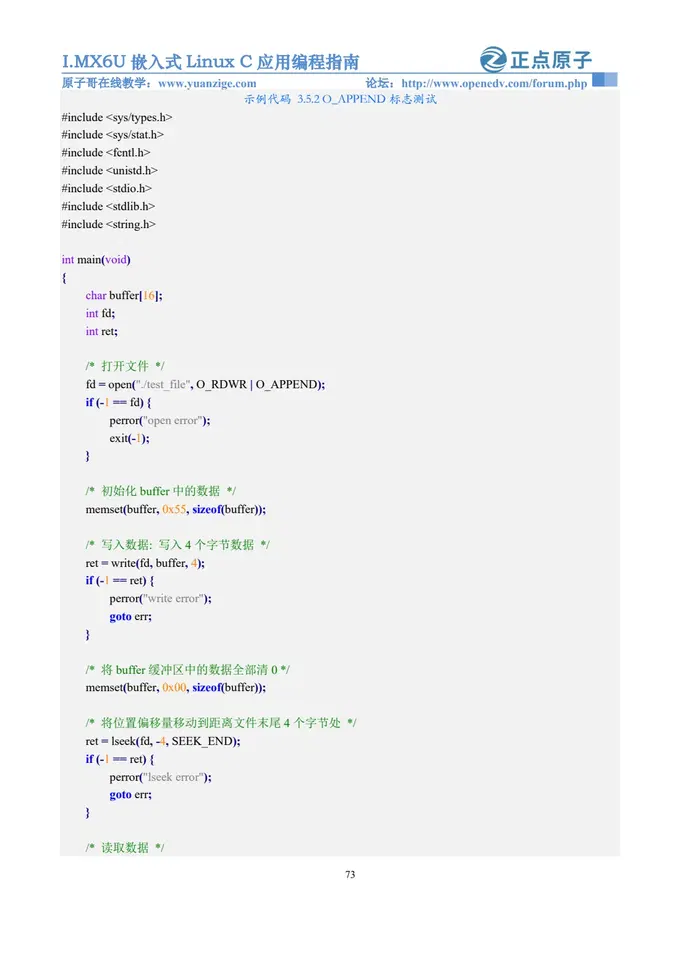 I.MX6U 嵌入式 Linux C 应用编程指南
正点原子
原子哥在线教学：www.yuanzige.com 论坛：http://www.openedv.com/forum.php
示例代码 3.5.2 O_APPEND 标志测试
#include <sys/types.h>
#include <sys/stat.h>
#include <fcntl.h>
#include <unistd.h>
#include <stdio.h>
#include <stdlib.h>
#include <string.h>
int main(void)
{
char buffer[16];
int fd;
int ret;
/* 打开文件 */
fd = open("./test_file", O_RDWR | O_APPEND);
if (-1 == fd) {
perror("open error");
exit(-1);
}
/* 初始化 buffer 中的数据 */
memset(buffer, 0x55, sizeof(buffer));
/* 写入数据: 写入 4 个字节数据 */
ret = write(fd, buffer, 4);
if (-1 == ret) {
perror("write error");
goto err;
}
/* 将 buffer 缓冲区中的数据全部清 0 */
memset(buffer, 0x00, sizeof(buffer));
/* 将位置偏移量移动到距离文件末尾 4 个字节处 */
ret = lseek(fd, -4, SEEK_END);
if (-1 == ret) {
perror("lseek error");
goto err;
}
/* 读取数据 */
73